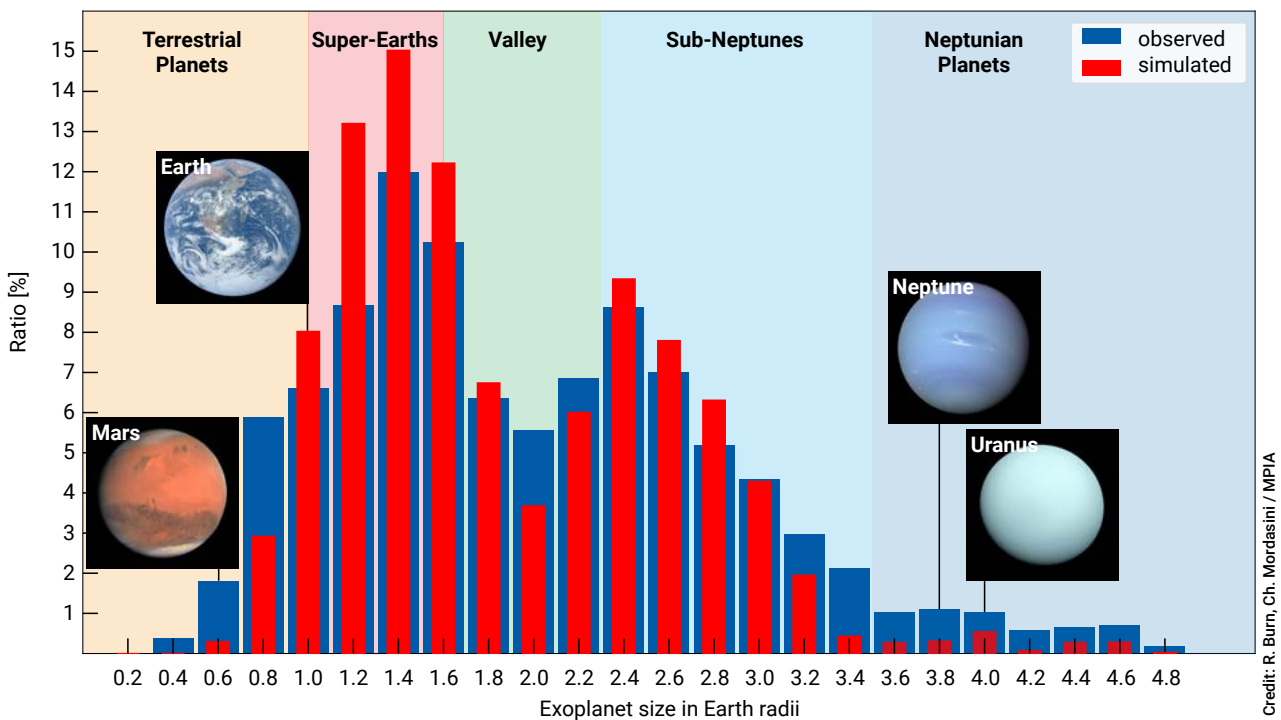 Terrestrial
Planets
Super-Earths
Valley
Sub-Neptunes
Neptunian
Planets
observed
simulated
15
14
13
12
11
10
9
8
7
6
5
4
3
2
1
Ratio [%]
Earth
Mars
Neptune
Uranus
0.2 0.4 0.6 0.8 1.0 1.2 1.4 1.6 1.8 2.0 2.2 2.4 2.6 2.8 3.0 3.2 3.4 3.6 3.8 4.0 4.2 4.4 4.6 4.8
Exoplanet size in Earth radii
Credit: R. Burn, Ch. Mordasini / MPIA